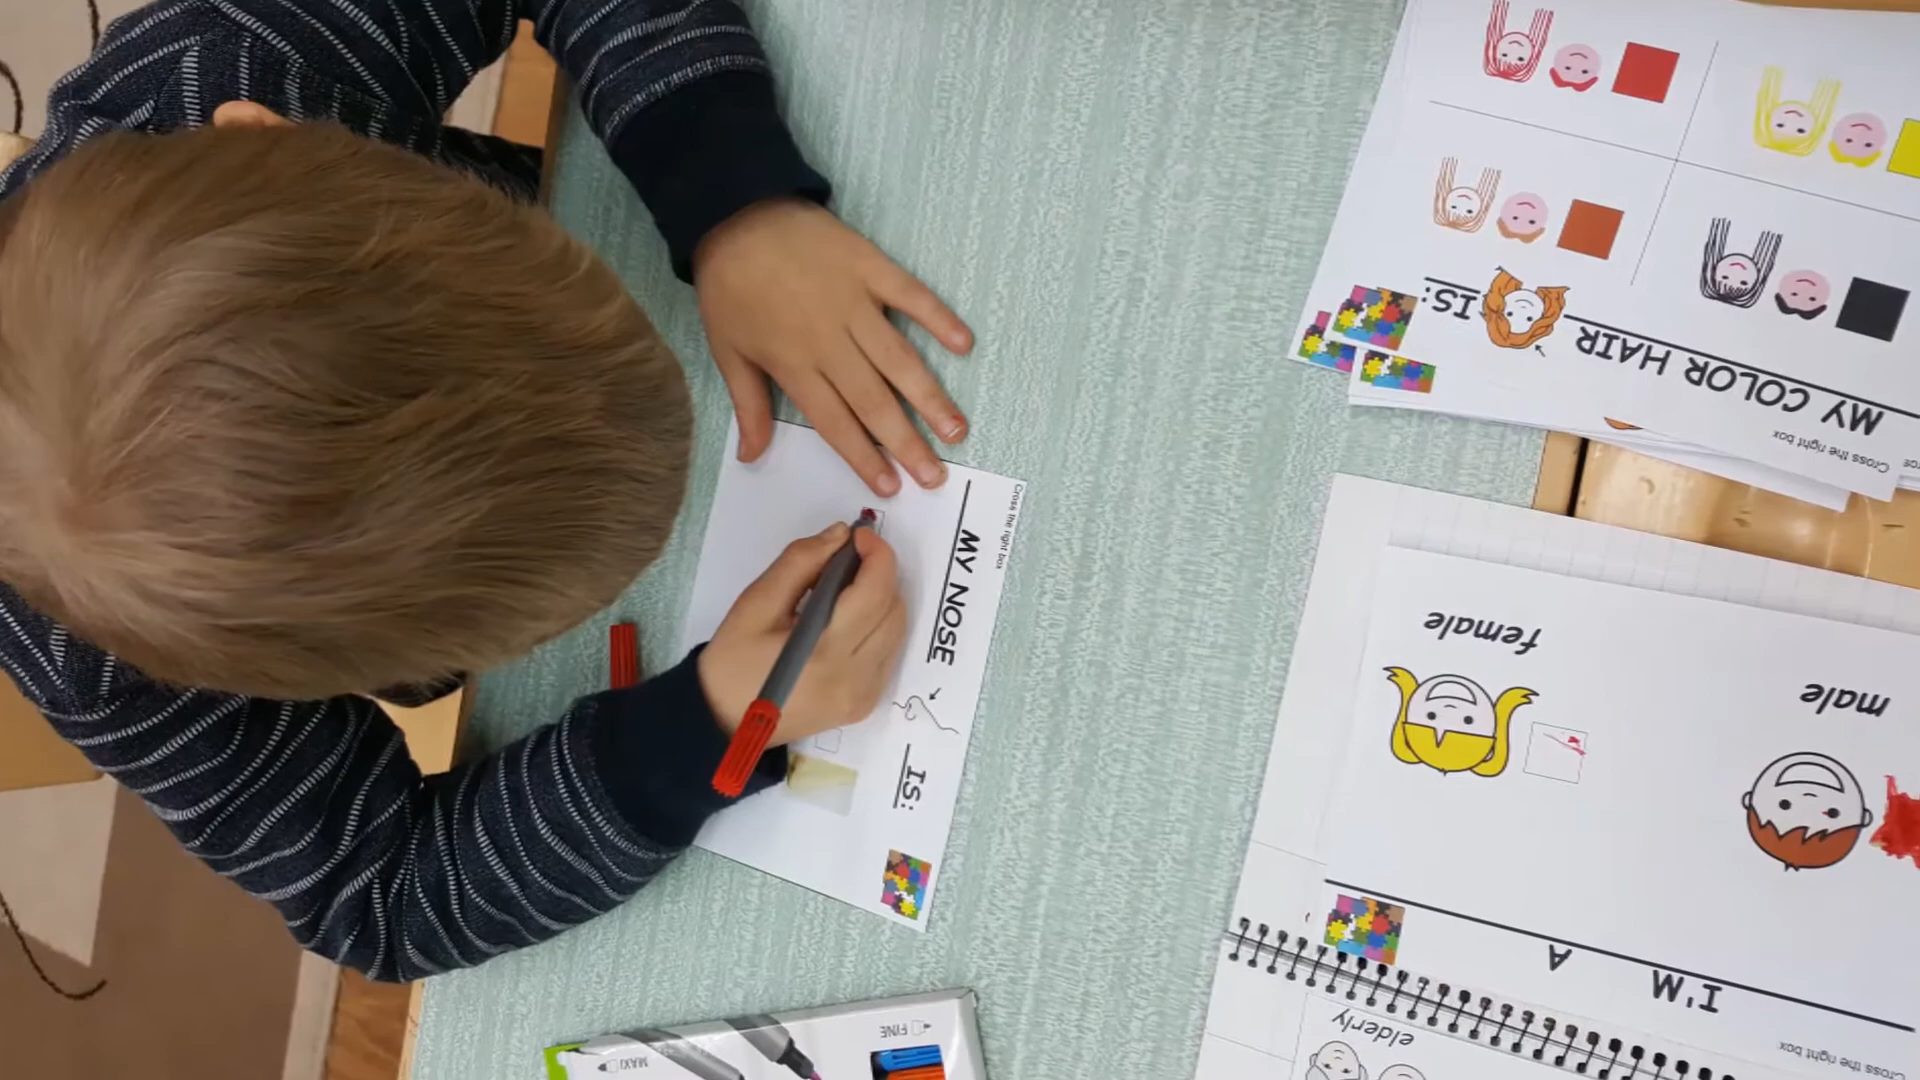 Cross the right box
MY COLOR HAIR IS:
Cross the right box
MY NOSE IS:
female
male
I'M A
Cross the right box
elderly
FINE
MAXI